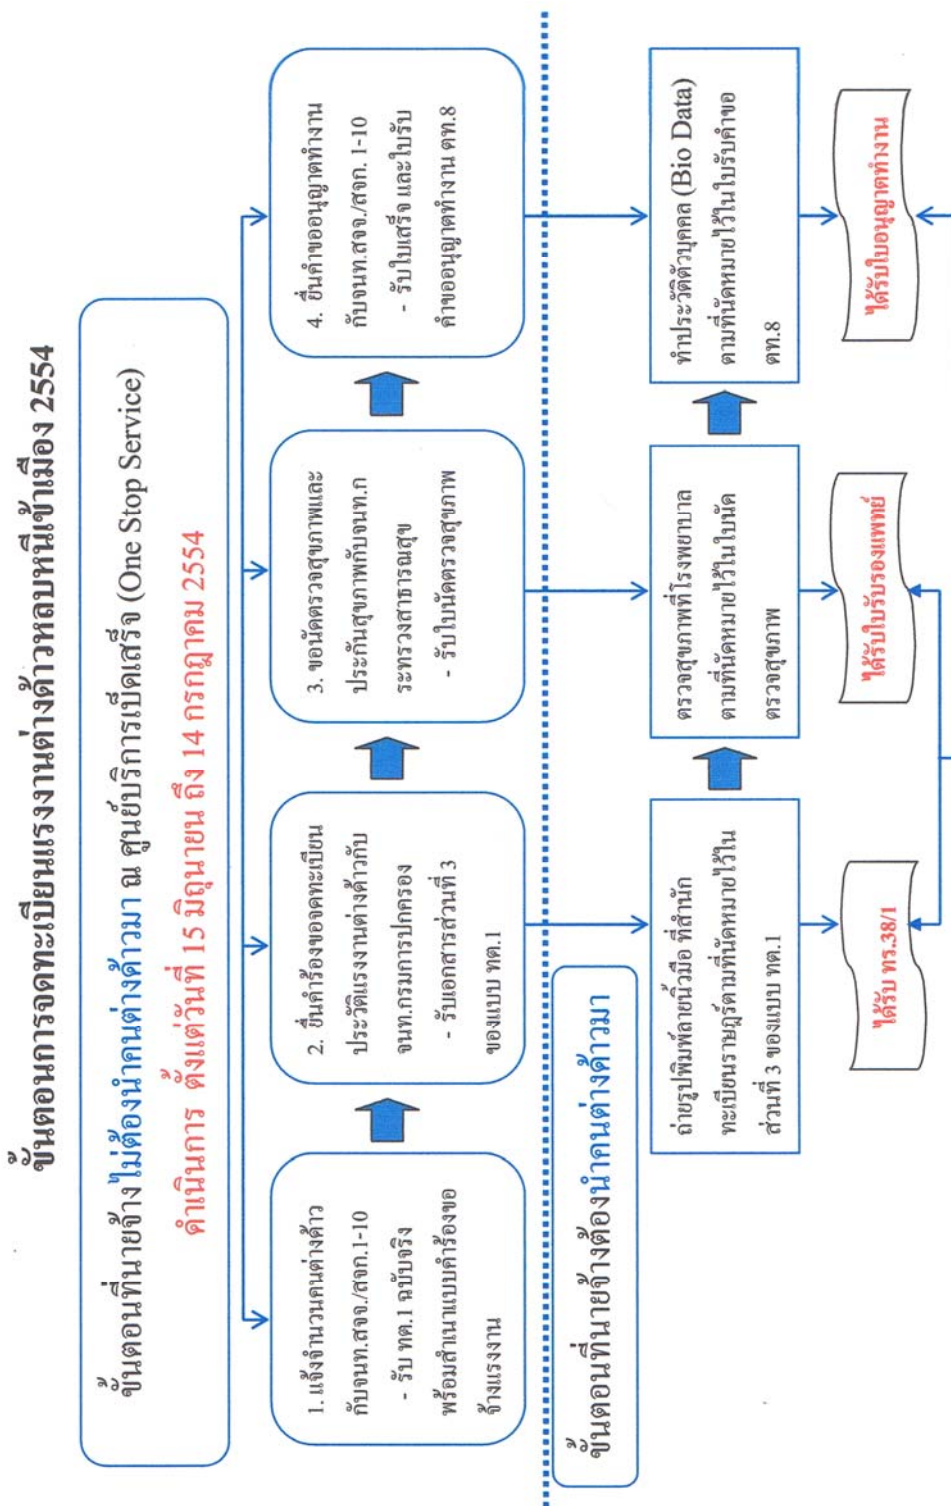 ขั้นตอนการจดทะเบียนแรงงานต่างด้าวหลบหนีเข้าเมือง 2554
ขั้นตอนที่นายจ้าง ไม่ต้องนำคนต่างด้าวมา ณ ศูนย์บริการเบ็ดเสร็จ (One Stop Service)
ดำเนินการ ตั้งแต่วันที่ 15 มิถุนายน ถึง 14 กรกฎาคม 2554
1. แจ้งจำนวนคนต่างด้าว
กับจนท.สจจ./สจก.1-10
- รับ ทต.1 ฉบับจริง
พร้อมสำเนาแบบคำร้องขอ
จ้างแรงงาน
2. ยื่นคำร้องขอจดทะเบียน
ประวัติแรงงานต่างด้าวกับ
จนท.กรมการปกครอง
- รับเอกสารส่วนที่ 3
ของแบบ ทต.1
3. ขอนัดตรวจสุขภาพและ
ประกันสุขภาพกับจนท.ก
ระทรวงสาธารณสุข
- รับใบนัดตรวจสุขภาพ
4. ยื่นคำขออนุญาตทำงาน
กับจนท.สจจ./สจก. 1-10
- รับใบเสร็จ และใบรับ
คำขออนุญาตทำงาน ตท.8
ขั้นตอนที่นายจ้างต้องนำคนต่างด้าวมา
ถ่ายรูปพิมพ์ลายนิ้วมือ ที่สำนัก
ทะเบียนราษฎร์ตามที่นัดหมายไว้ใน
ส่วนที่ 3 ของแบบ ทต.1
ตรวจสุขภาพที่โรงพยาบาล
ตามที่นัดหมายไว้ในใบนัด
ตรวจสุขภาพ
ทำประวัติตัวบุคคล (Bio Data)
ตามที่นัดหมายไว้ในใบรับคำขอ
ตท.8
ได้รับ ทร.38/1
ได้รับใบรับรองแพทย์
ได้รับใบอนุญาตทำงาน